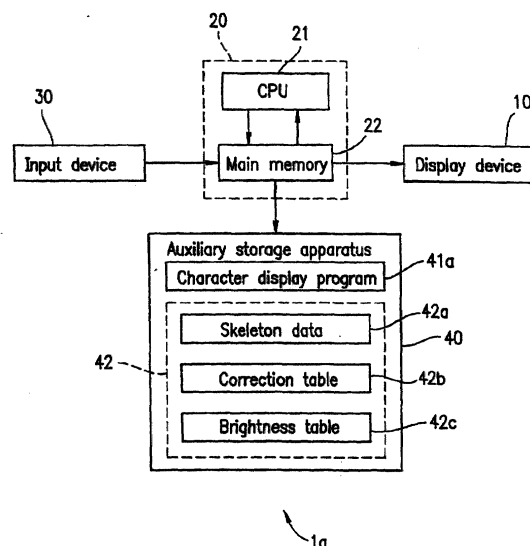 20
21
CPU
30
22
10
Input device
Main memory
Display device
Auxiliary storage apparatus
Character display program
41a
Skeleton data
42a
42
40
Correction table
42b
Brightness table
42c
1a